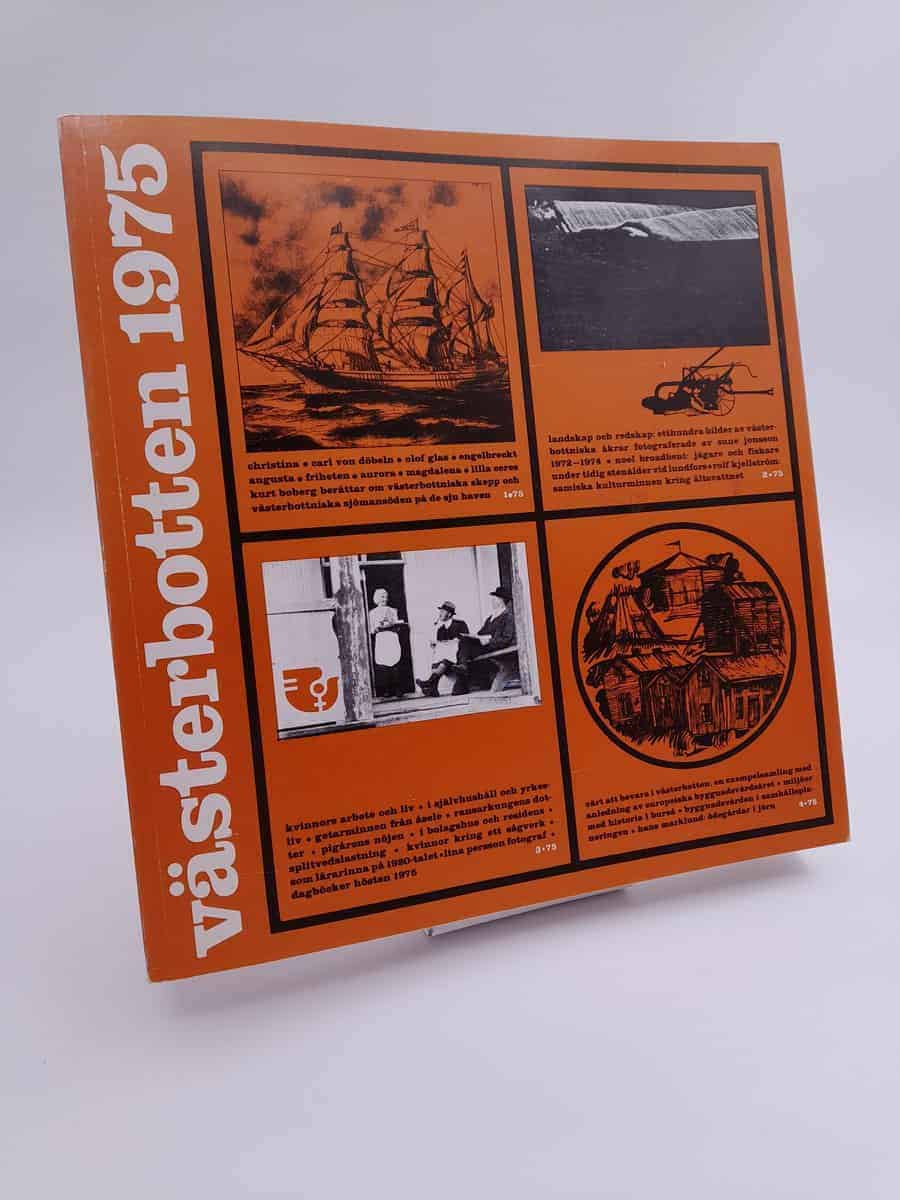 västerbotten 1975
christina • carl von döbeln • olof glas • engelbreckt
augusta • friheten • aurora • magdalena • lilla ceres
kurt boberg berättar om västerbottniska skepp och
västerbottniska sjömansöden på de sju haven 1•75
landskap och redskap: etthundra bilder av väster-
bottniska åkrar fotograferade av sune jonsson
1972–1974 • noel broadbent: jägare och fiskare
under tidig stenålder vid lundfors • rolf kjellström:
samiska kulturminnen kring ältsvattnet 2•75
kvinnors arbete och liv • i självhushåll och yrkes-
liv • getarminnen från åsele • ransarkungens dot-
ter • pigårens nöjen • i bolagshus och residens •
splitvedslastning • kvinnor kring ett sågverk •
som lärarinna på 1920-talet • lina persson fotograf •
dagböcker hösten 1975 3•75
värt att bevara i västerbotten, en exempelsamling med
anledning av europeiska byggnadsvårdsåret • miljöer
med historia i bureå • byggnadsvården i samhällspla-
neringen • hans marklund: ödegårdar i jörn 4•75